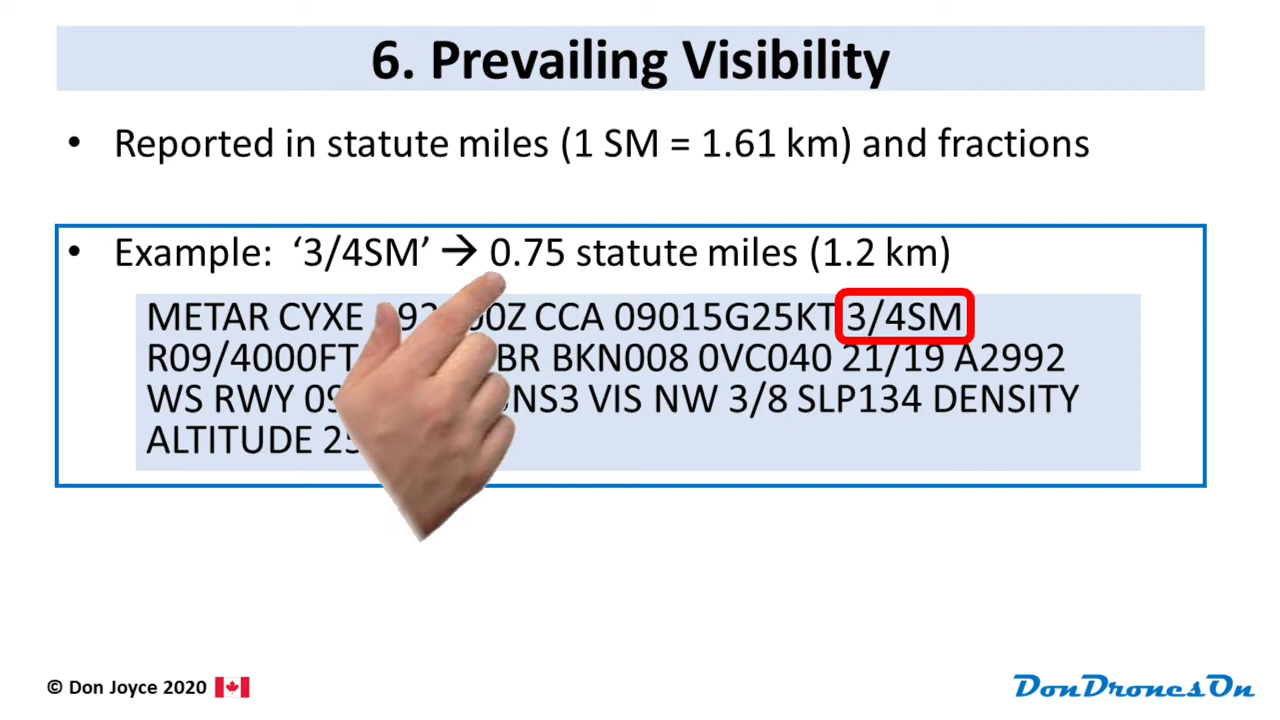 6. Prevailing Visibility
• Reported in statute miles (1 SM = 1.61 km) and fractions
• Example: ‘3/4SM’ → 0.75 statute miles (1.2 km)
METAR CYXE CCA 09015G25KT 3/4SM
R09/4000FT BR BKN008 0VC040 21/19 A2992
WS RWY VIS NW 3/8 SLP134 DENSITY
ALTITUDE
© Don Joyce 2020
DonDronesOn